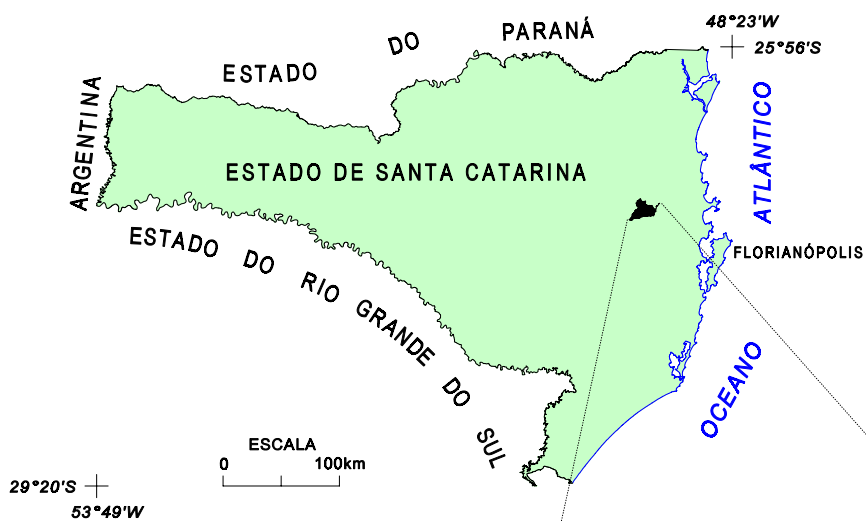 48°23'W
25°56'S
ESTADO DO PARANÁ
ARGENTINA
OCEANO ATLÂNTICO
ESTADO DE SANTA CATARINA
FLORIANÓPOLIS
ESTADO DO RIO GRANDE DO SUL
ESCALA
0 100km
29°20'S
53°49'W